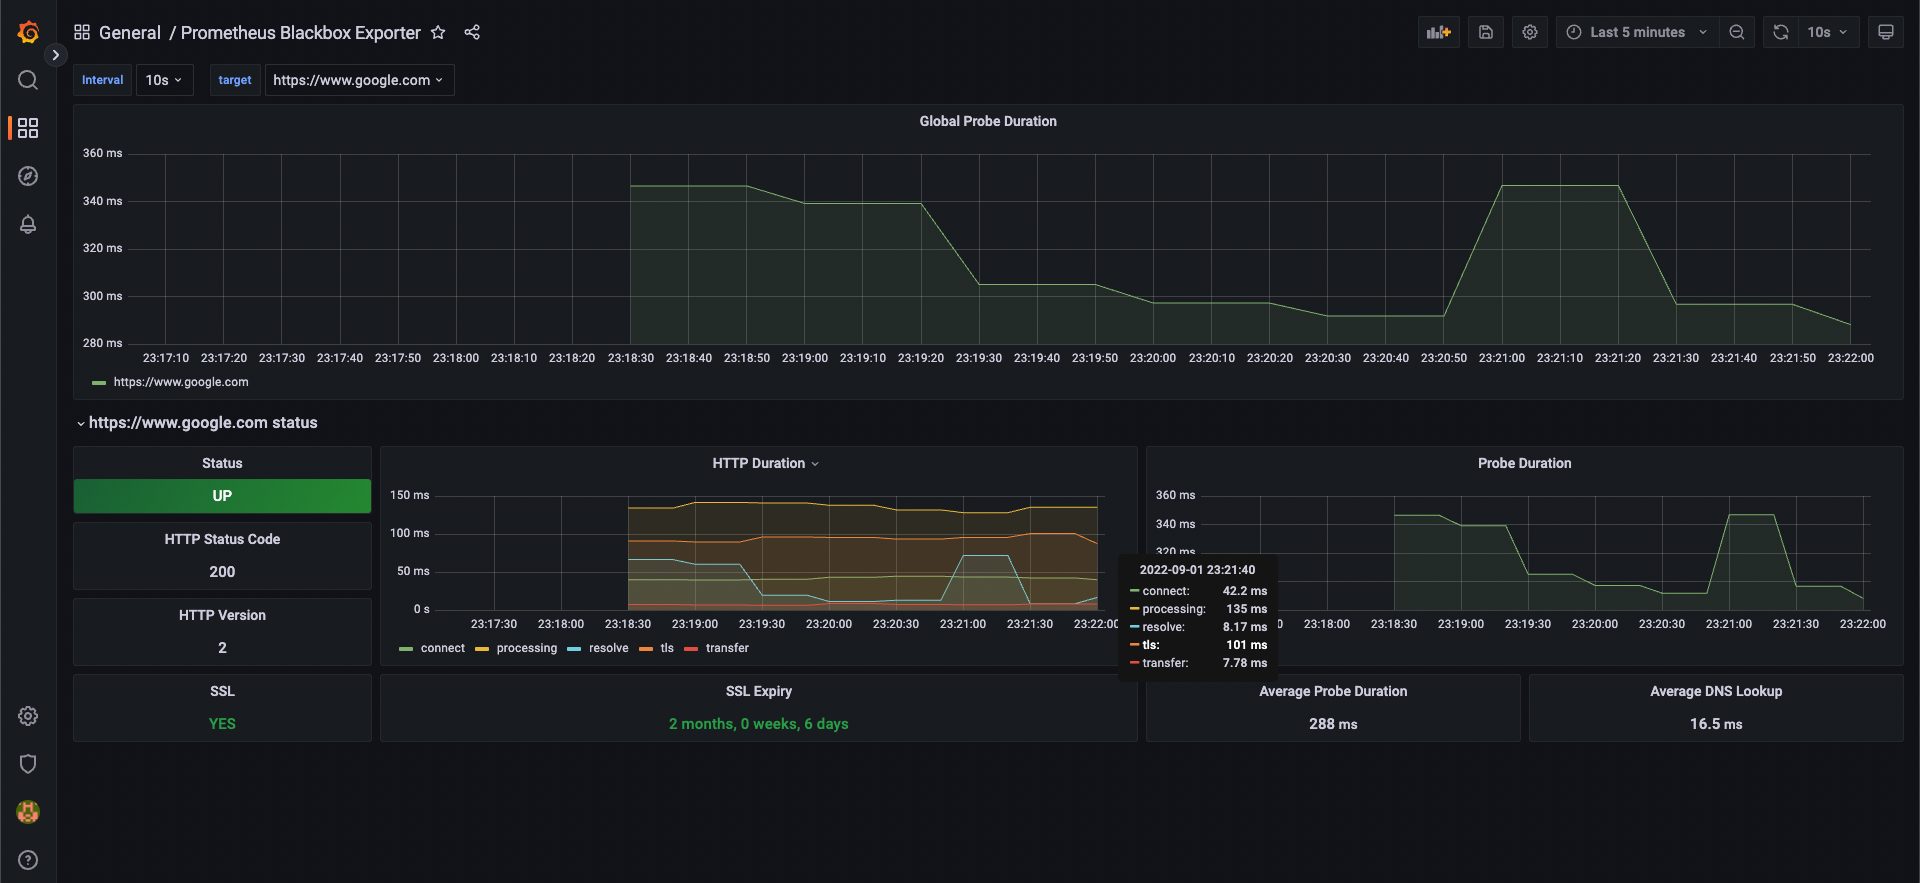 General / Prometheus Blackbox Exporter
Last 5 minutes
10s
Interval
10s
target
https://www.google.com
Global Probe Duration
360 ms
340 ms
320 ms
300 ms
280 ms
23:17:10 23:17:20 23:17:30 23:17:40 23:17:50 23:18:00 23:18:10 23:18:20 23:18:30 23:18:40 23:18:50 23:19:00 23:19:10 23:19:20 23:19:30 23:19:40 23:19:50 23:20:00 23:20:10 23:20:20 23:20:30 23:20:40 23:20:50 23:21:00 23:21:10 23:21:20 23:21:30 23:21:40 23:21:50 23:22:00
https://www.google.com
https://www.google.com status
Status
UP
HTTP Status Code
200
HTTP Version
2
SSL
YES
HTTP Duration
150 ms
100 ms
50 ms
0 s
23:17:30 23:18:00 23:18:30 23:19:00 23:19:30 23:20:00 23:20:30 23:21:00 23:21:30 23:22:00
connect processing resolve tls transfer
2022-09-01 23:21:40
connect: 42.2 ms
processing: 135 ms
resolve: 8.17 ms
tls: 101 ms
transfer: 7.78 ms
Probe Duration
360 ms
340 ms
320 ms
23:18:00 23:18:30 23:19:00 23:19:30 23:20:00 23:20:30 23:21:00 23:21:30 23:22:00
SSL Expiry
2 months, 0 weeks, 6 days
Average Probe Duration
288 ms
Average DNS Lookup
16.5 ms